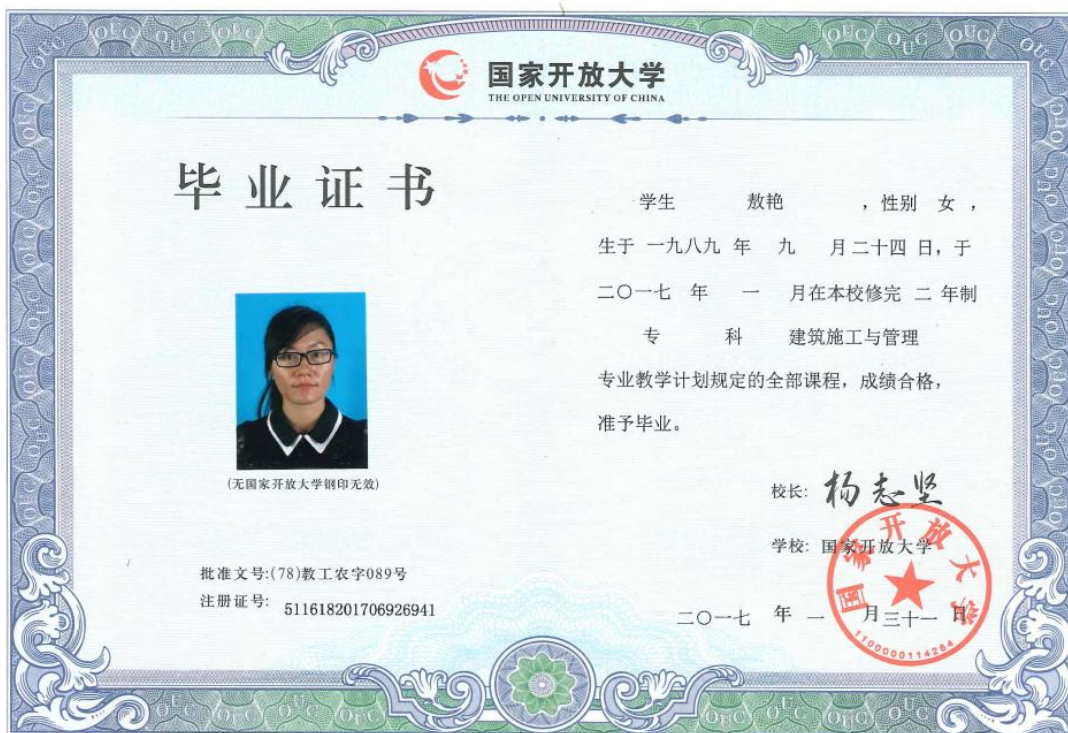 国家开放大学
THE OPEN UNIVERSITY OF CHINA
毕业证书
学生 敖艳 ，性别 女，
生于 一九八九 年 九 月二十四 日，于
二〇一七 年 一 月在本校修完 二 年制
专 科 建筑施工与管理
专业教学计划规定的全部课程，成绩合格，
准予毕业。
(无国家开放大学钢印无效)
校长: 杨志坚
学校: 国家开放大学
批准文号:(78)教工农字089号
注册证号: 511618201706926941
二〇一七 年 一 月三十一 日
国家开放大学
1100000114264
OUC